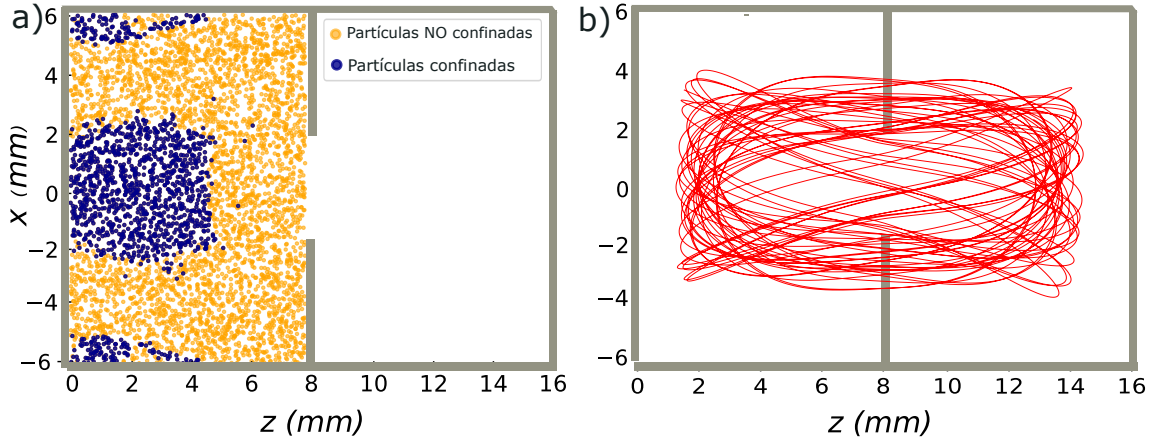 a)
Partículas NO confinadas
Partículas confinadas
x (mm)
6
4
2
0
−2
−4
−6
0 2 4 6 8 10 12 14 16
z (mm)
b)
6
4
2
0
−2
−4
−6
0 2 4 6 8 10 12 14 16
z (mm)